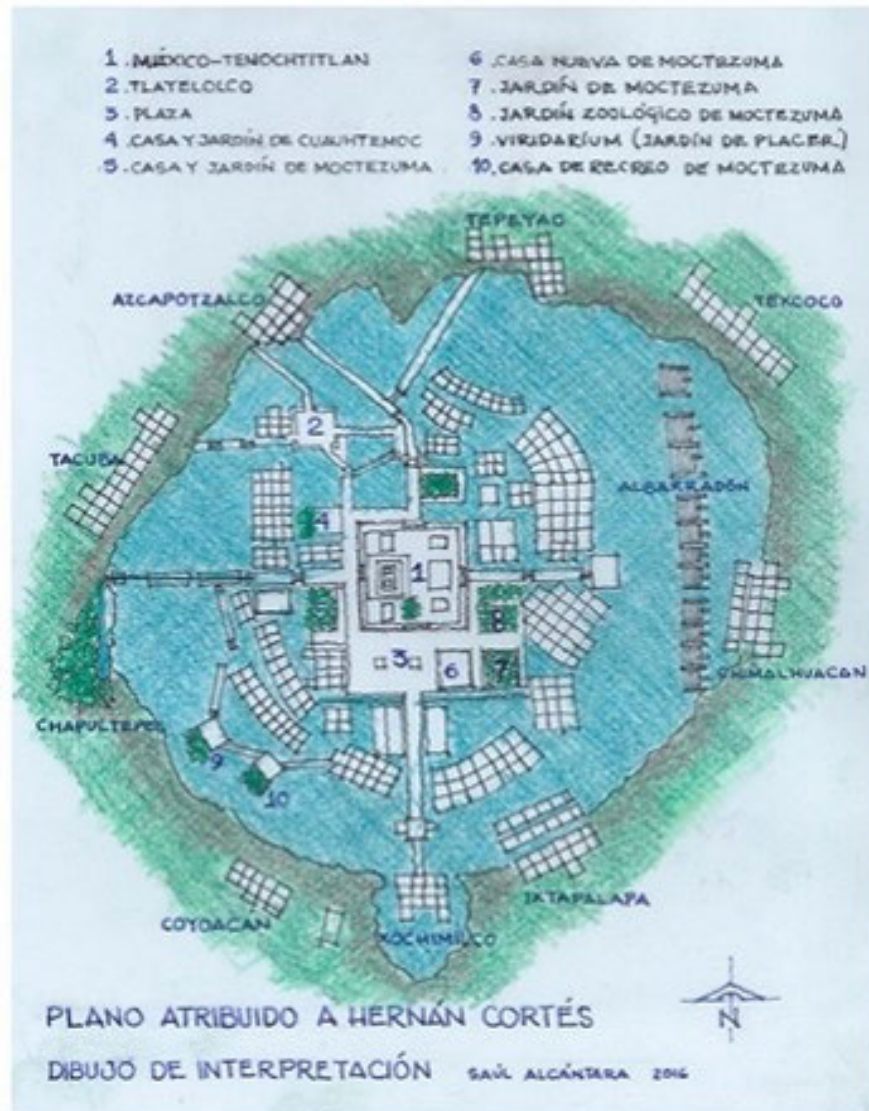 1. MÉXICO-TENOCHTITLAN
2. TLATELOLCO
3. PLAZA
4. CASA Y JARDÍN DE CUAUHTEMOC
5. CASA Y JARDÍN DE MOCTEZUMA
6. CASA NUEVA DE MOCTEZUMA
7. JARDÍN DE MOCTEZUMA
8. JARDÍN ZOOLÓGICO DE MOCTEZUMA
9. VIRIDARIUM (JARDÍN DE PLACER)
10. CASA DE RECREO DE MOCTEZUMA
TEPEYAC
AZCAPOTZALCO
TEXCOCO
2
TACUBA
ALBARRADÓN
4
1
8
3
6
7
CHIMALHUACAN
CHAPULTEPEC
9
10
IXTAPALAPA
COYOACAN
XOCHIMILCO
N
PLANO ATRIBUIDO A HERNÁN CORTÉS
DIBUJO DE INTERPRETACIÓN SAÚL ALCÁNTARA 2016